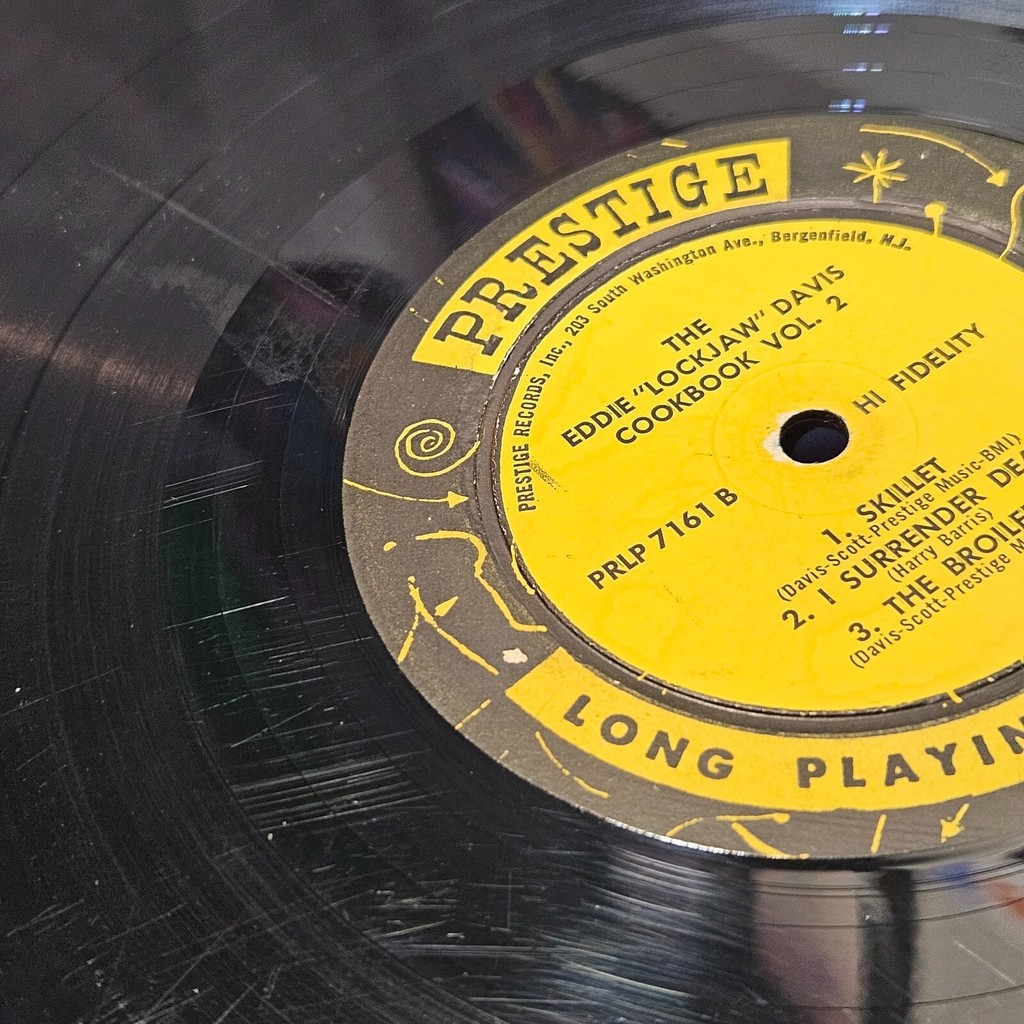 PRESTIGE
PRESTIGE RECORDS, Inc., 203 South Washington Ave., Bergenfield, N.J.
THE
EDDIE "LOCKJAW" DAVIS
COOKBOOK VOL. 2
HI FIDELITY
PRLP 7161 B
1. SKILLET
(Davis-Scott-Prestige Music-BMI)
2. I SURRENDER DEA
(Harry Barris)
3. THE BROILE
(Davis-Scott-Prestige M
LONG PLAYIN